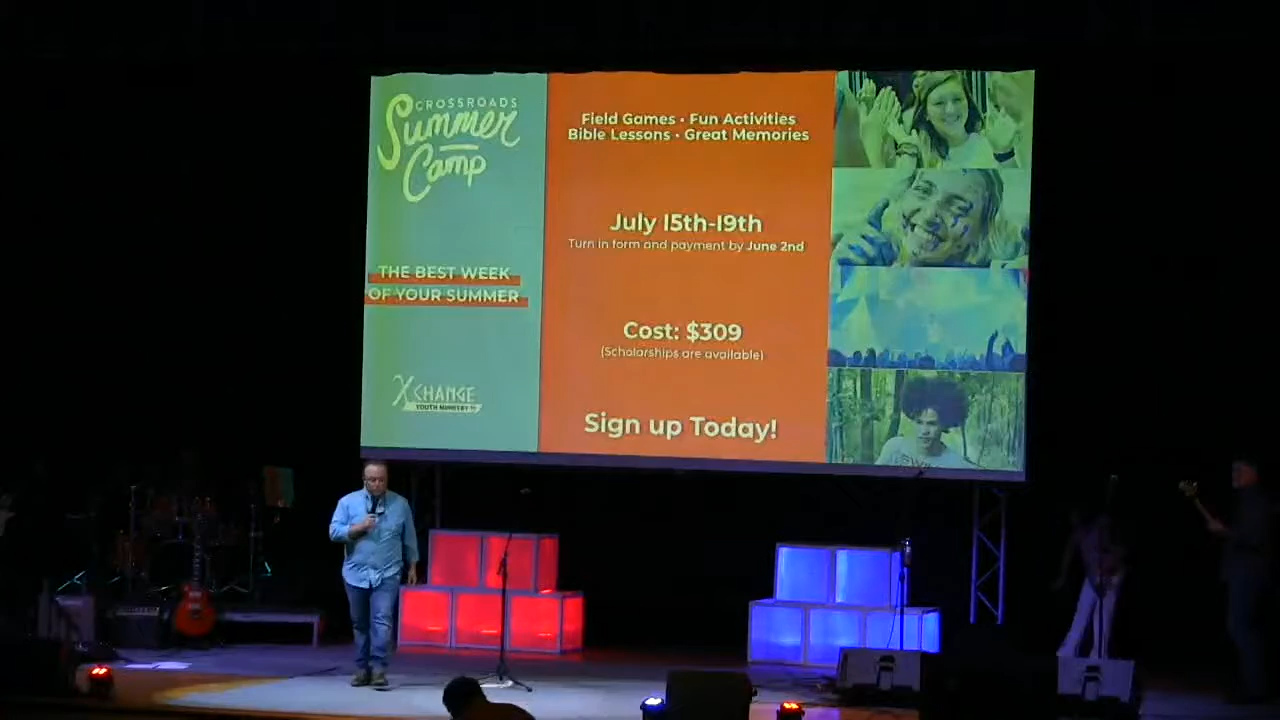 CROSSROADS
Summer
Camp
THE BEST WEEK
OF YOUR SUMMER
XCHANGE
YOUTH MINISTRY
Field Games • Fun Activities
Bible Lessons • Great Memories
July 15th-19th
Turn in form and payment by June 2nd
Cost: $309
(Scholarships are available)
Sign up Today!